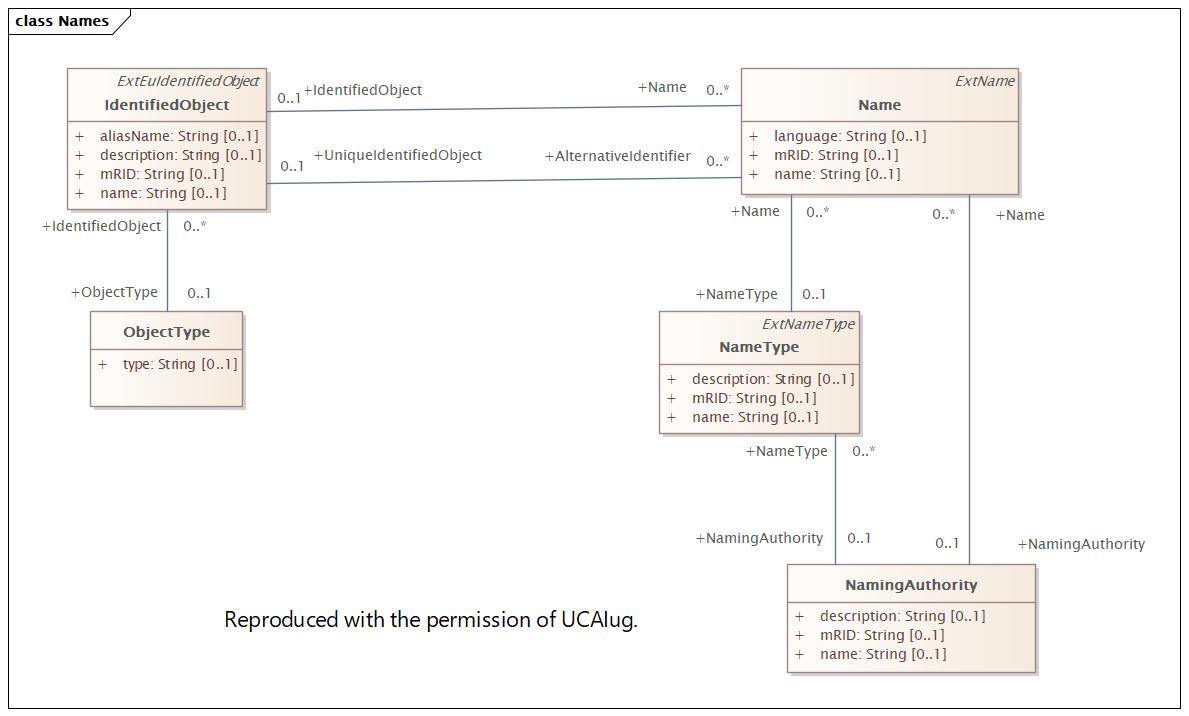 class Names
ExtEuIdentifiedObject
IdentifiedObject
+ aliasName: String [0..1]
+ description: String [0..1]
+ mRID: String [0..1]
+ name: String [0..1]
0..1 +IdentifiedObject
+Name 0..*
ExtName
Name
+ language: String [0..1]
+ mRID: String [0..1]
+ name: String [0..1]
0..1 +UniqueIdentifiedObject
+AlternativeIdentifier 0..*
+IdentifiedObject 0..*
+Name 0..*
0..* +Name
+ObjectType 0..1
+NameType 0..1
ObjectType
+ type: String [0..1]
ExtNameType
NameType
+ description: String [0..1]
+ mRID: String [0..1]
+ name: String [0..1]
+NameType 0..*
+NamingAuthority 0..1
0..1 +NamingAuthority
NamingAuthority
+ description: String [0..1]
+ mRID: String [0..1]
+ name: String [0..1]
Reproduced with the permission of UCAIug.